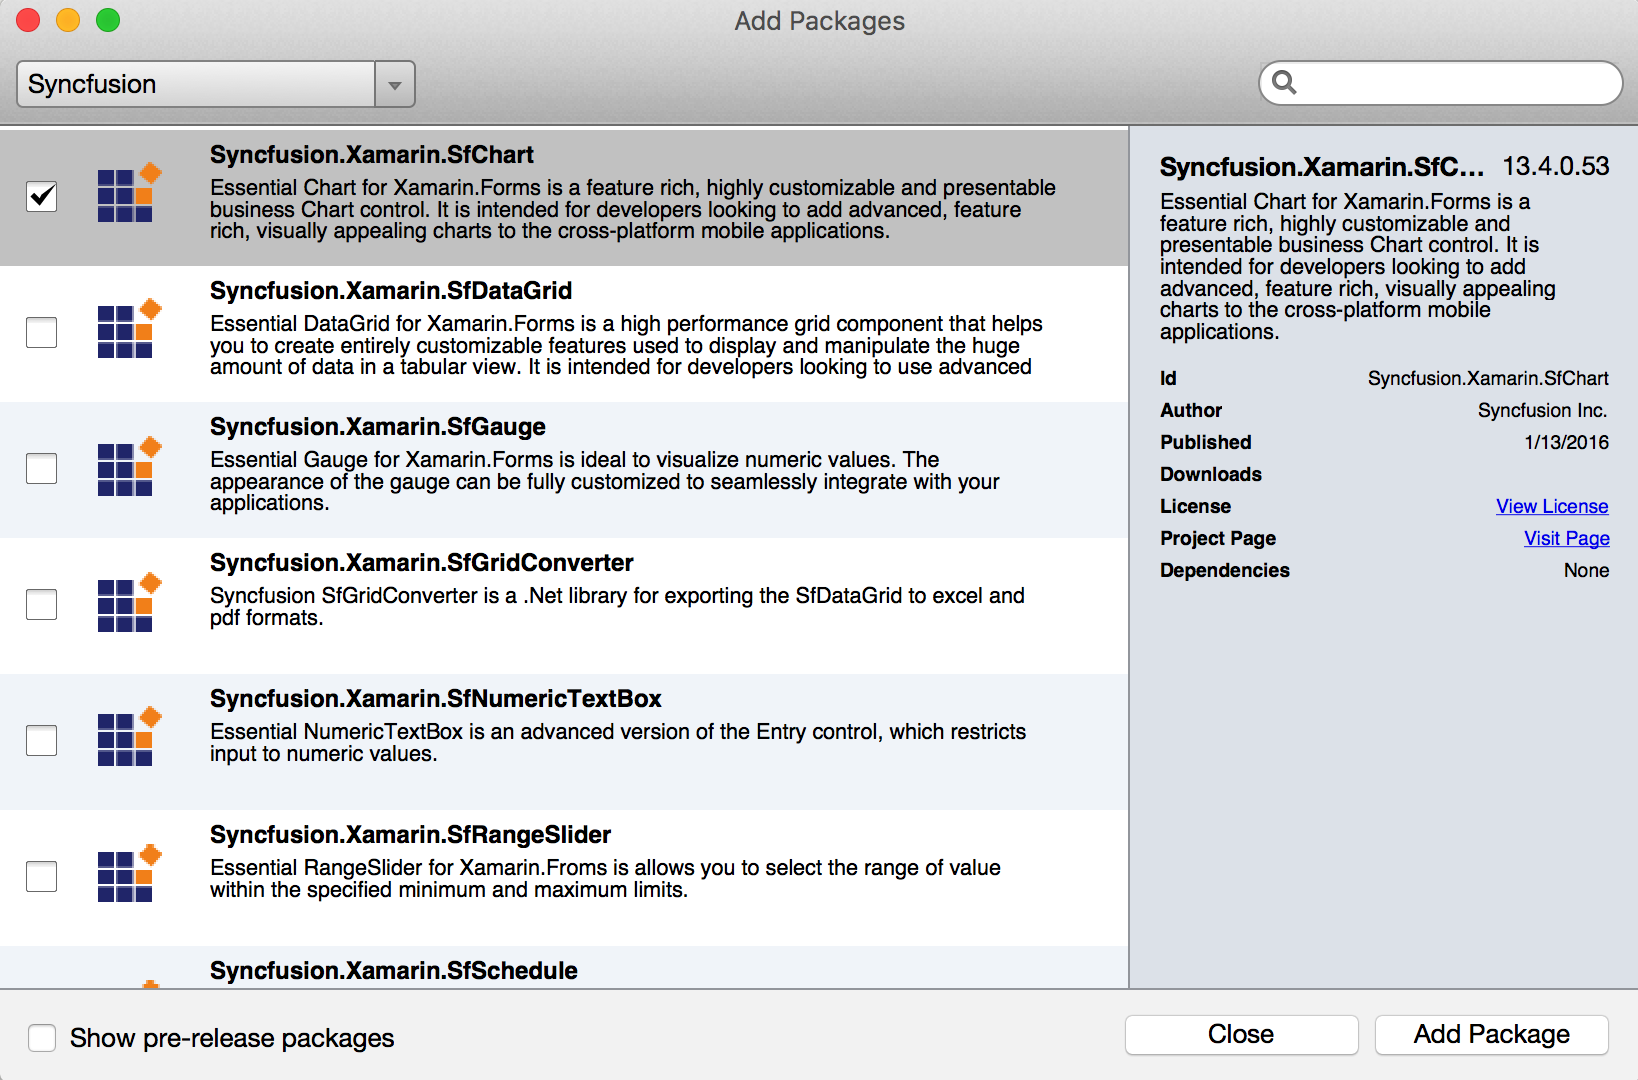 Add Packages
Syncfusion
Syncfusion.Xamarin.SfChart
Essential Chart for Xamarin.Forms is a feature rich, highly customizable and presentable
business Chart control. It is intended for developers looking to add advanced, feature
rich, visually appealing charts to the cross-platform mobile applications.
Syncfusion.Xamarin.SfDataGrid
Essential DataGrid for Xamarin.Forms is a high performance grid component that helps
you to create entirely customizable features used to display and manipulate the huge
amount of data in a tabular view. It is intended for developers looking to use advanced
Syncfusion.Xamarin.SfGauge
Essential Gauge for Xamarin.Forms is ideal to visualize numeric values. The
appearance of the gauge can be fully customized to seamlessly integrate with your
applications.
Syncfusion.Xamarin.SfGridConverter
Syncfusion SfGridConverter is a .Net library for exporting the SfDataGrid to excel and
pdf formats.
Syncfusion.Xamarin.SfNumericTextBox
Essential NumericTextBox is an advanced version of the Entry control, which restricts
input to numeric values.
Syncfusion.Xamarin.SfRangeSlider
Essential RangeSlider for Xamarin.Froms is allows you to select the range of value
within the specified minimum and maximum limits.
Syncfusion.Xamarin.SfSchedule
Syncfusion.Xamarin.SfC... 13.4.0.53
Essential Chart for Xamarin.Forms is a
feature rich, highly customizable and
presentable business Chart control. It is
intended for developers looking to add
advanced, feature rich, visually appealing
charts to the cross-platform mobile
applications.
Id Syncfusion.Xamarin.SfChart
Author Syncfusion Inc.
Published 1/13/2016
Downloads
License View License
Project Page Visit Page
Dependencies None
Show pre-release packages
Close
Add Package